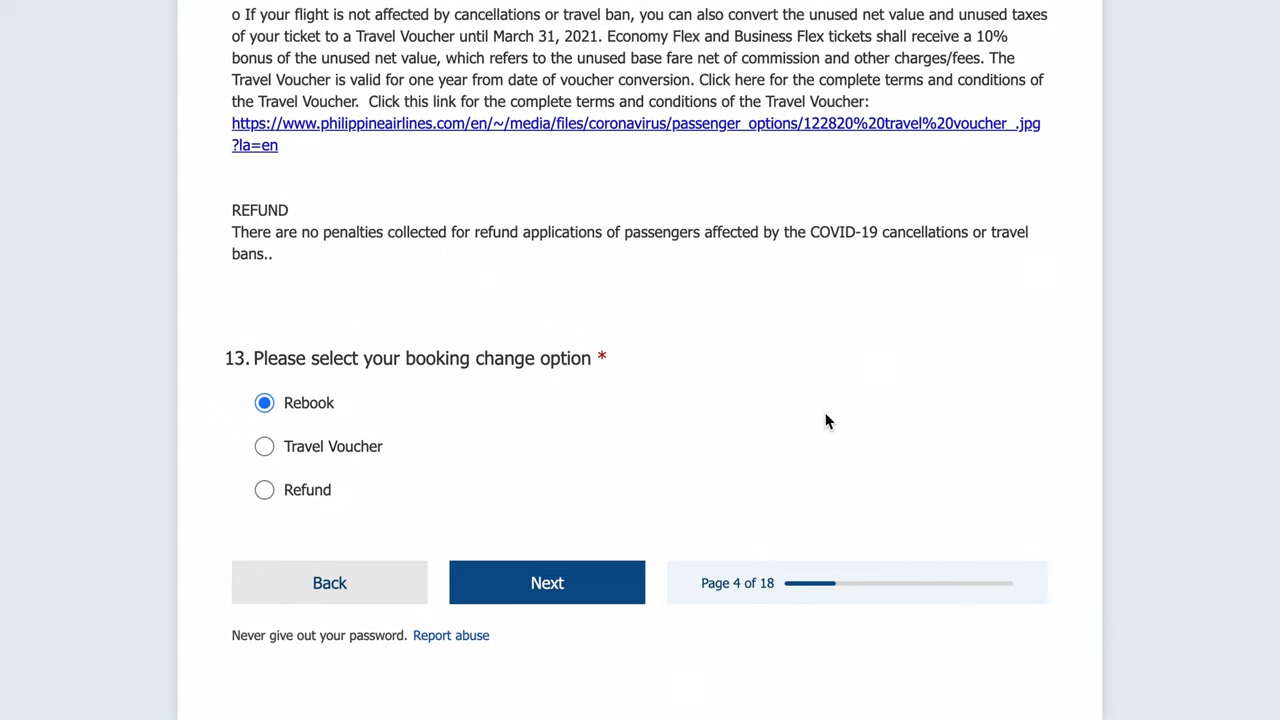 o If your flight is not affected by cancellations or travel ban, you can also convert the unused net value and unused taxes
of your ticket to a Travel Voucher until March 31, 2021. Economy Flex and Business Flex tickets shall receive a 10%
bonus of the unused net value, which refers to the unused base fare net of commission and other charges/fees. The
Travel Voucher is valid for one year from date of voucher conversion. Click here for the complete terms and conditions of
the Travel Voucher.  Click this link for the complete terms and conditions of the Travel Voucher:
https://www.philippineairlines.com/en/~/media/files/coronavirus/passenger_options/122820%20travel%20voucher_.jpg
?la=en
REFUND
There are no penalties collected for refund applications of passengers affected by the COVID-19 cancellations or travel
bans..
13. Please select your booking change option *
Rebook
Travel Voucher
Refund
Back
Next
Page 4 of 18
Never give out your password. Report abuse